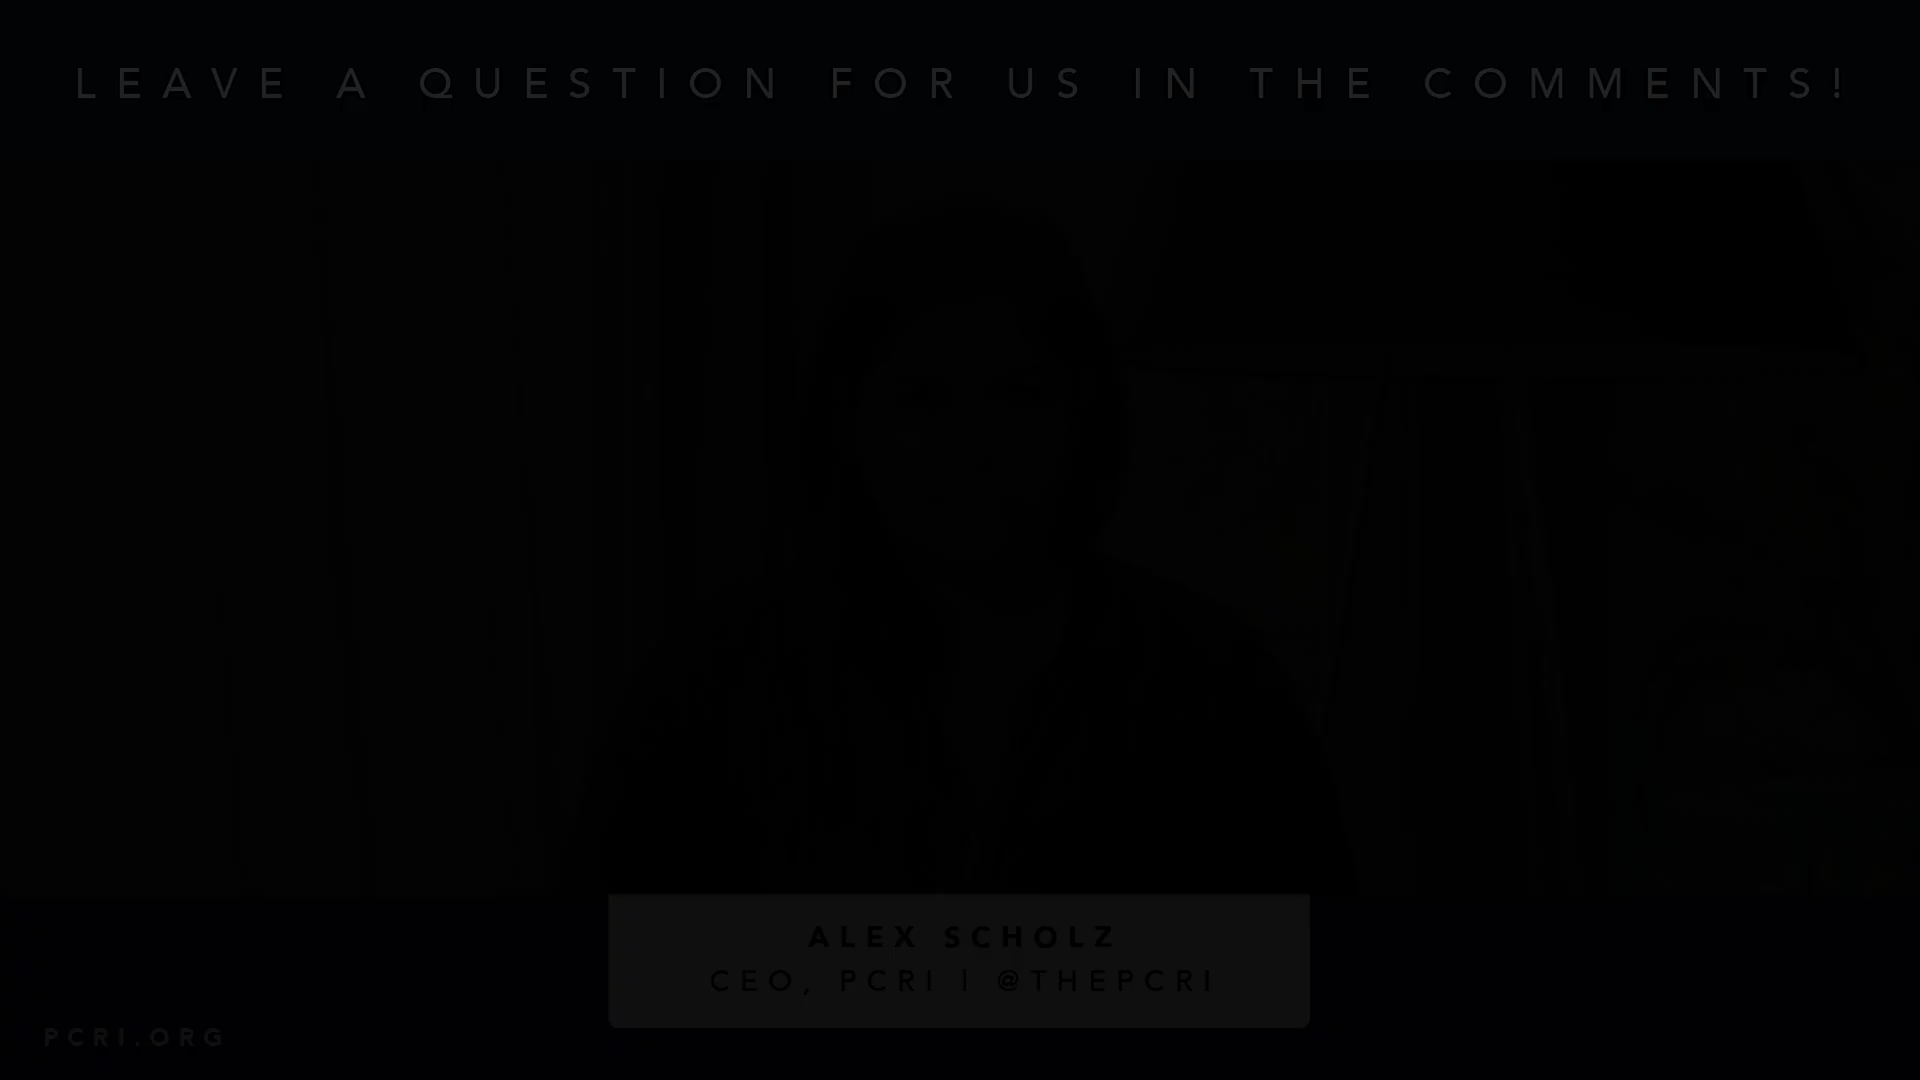 LEAVE A QUESTION FOR US IN THE COMMENTS!
ALEX SCHOLZ
CEO, PCRI | @THEPCRI
PCRI.ORG